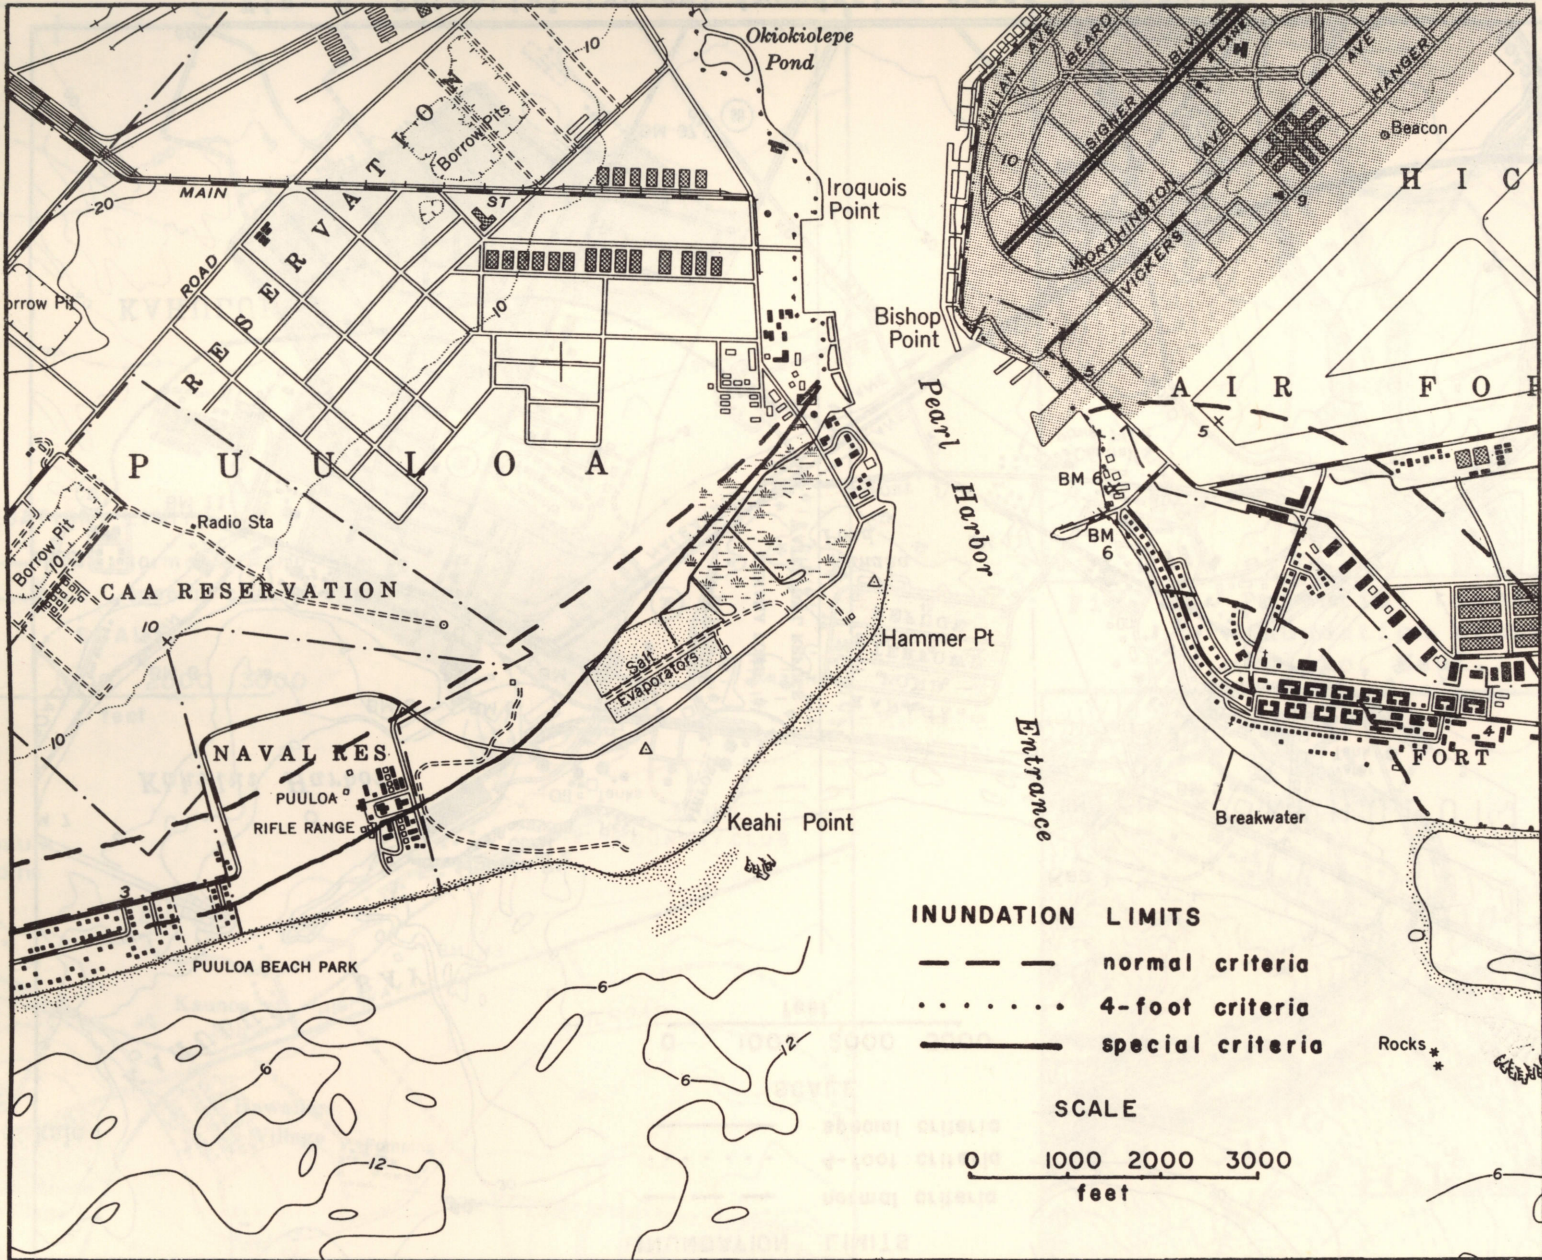 Okiokiolepe
Pond
10
JULIAN AVE
BEARD
SIGNER BLVD
LANE
AVE
HANGER
AVE
Beacon
Borrow Pits
RESERVATION
MAIN ST
20
10
Iroquois
Point
HIC
9
WORTHINGTON
VICKERS
ROAD
orrow Pit
10
Bishop
Point
5
AIR FOR
5
Pearl Harbor Entrance
PUULOA
BM 6
BM
6
Radio Sta
Borrow Pit
10
CAA RESERVATION
10
Hammer Pt
Salt
Evaporators
10
NAVAL RES
PUULOA
RIFLE RANGE
Keahi Point
4
FORT
Breakwater
3
PUULOA BEACH PARK
INUNDATION LIMITS
normal criteria
4-foot criteria
special criteria
Rocks
SCALE
0 1000 2000 3000
feet
6
12
6
6
12
6